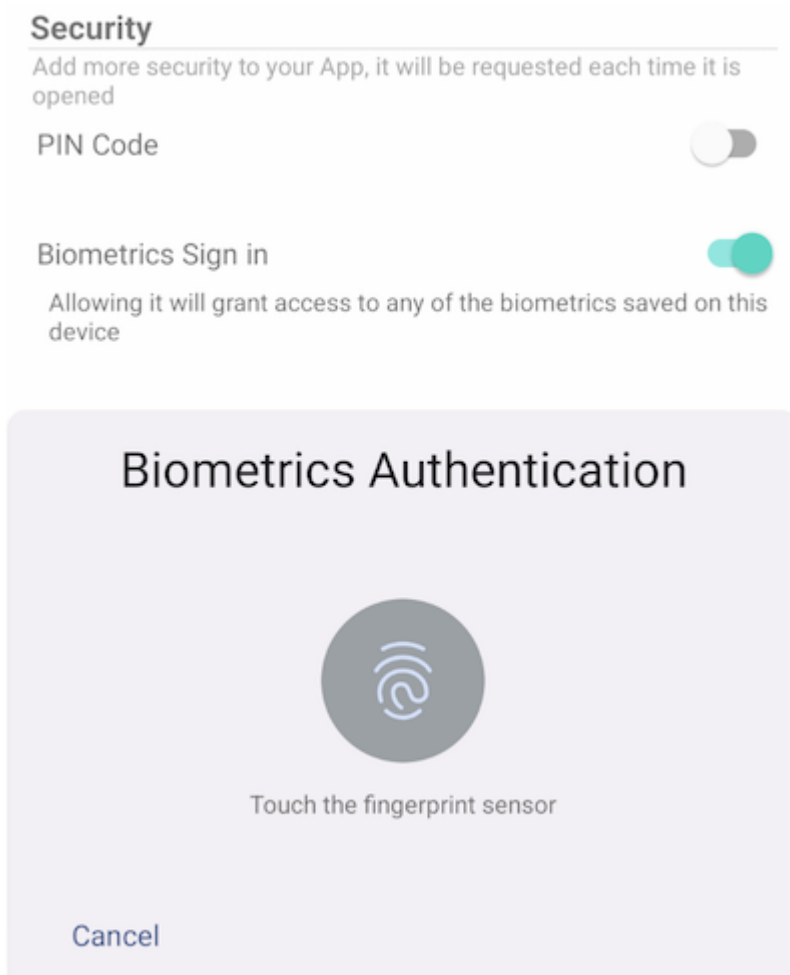 Security
Add more security to your App, it will be requested each time it is
opened
PIN Code
Biometrics Sign in
Allowing it will grant access to any of the biometrics saved on this
device
Biometrics Authentication
Touch the fingerprint sensor
Cancel